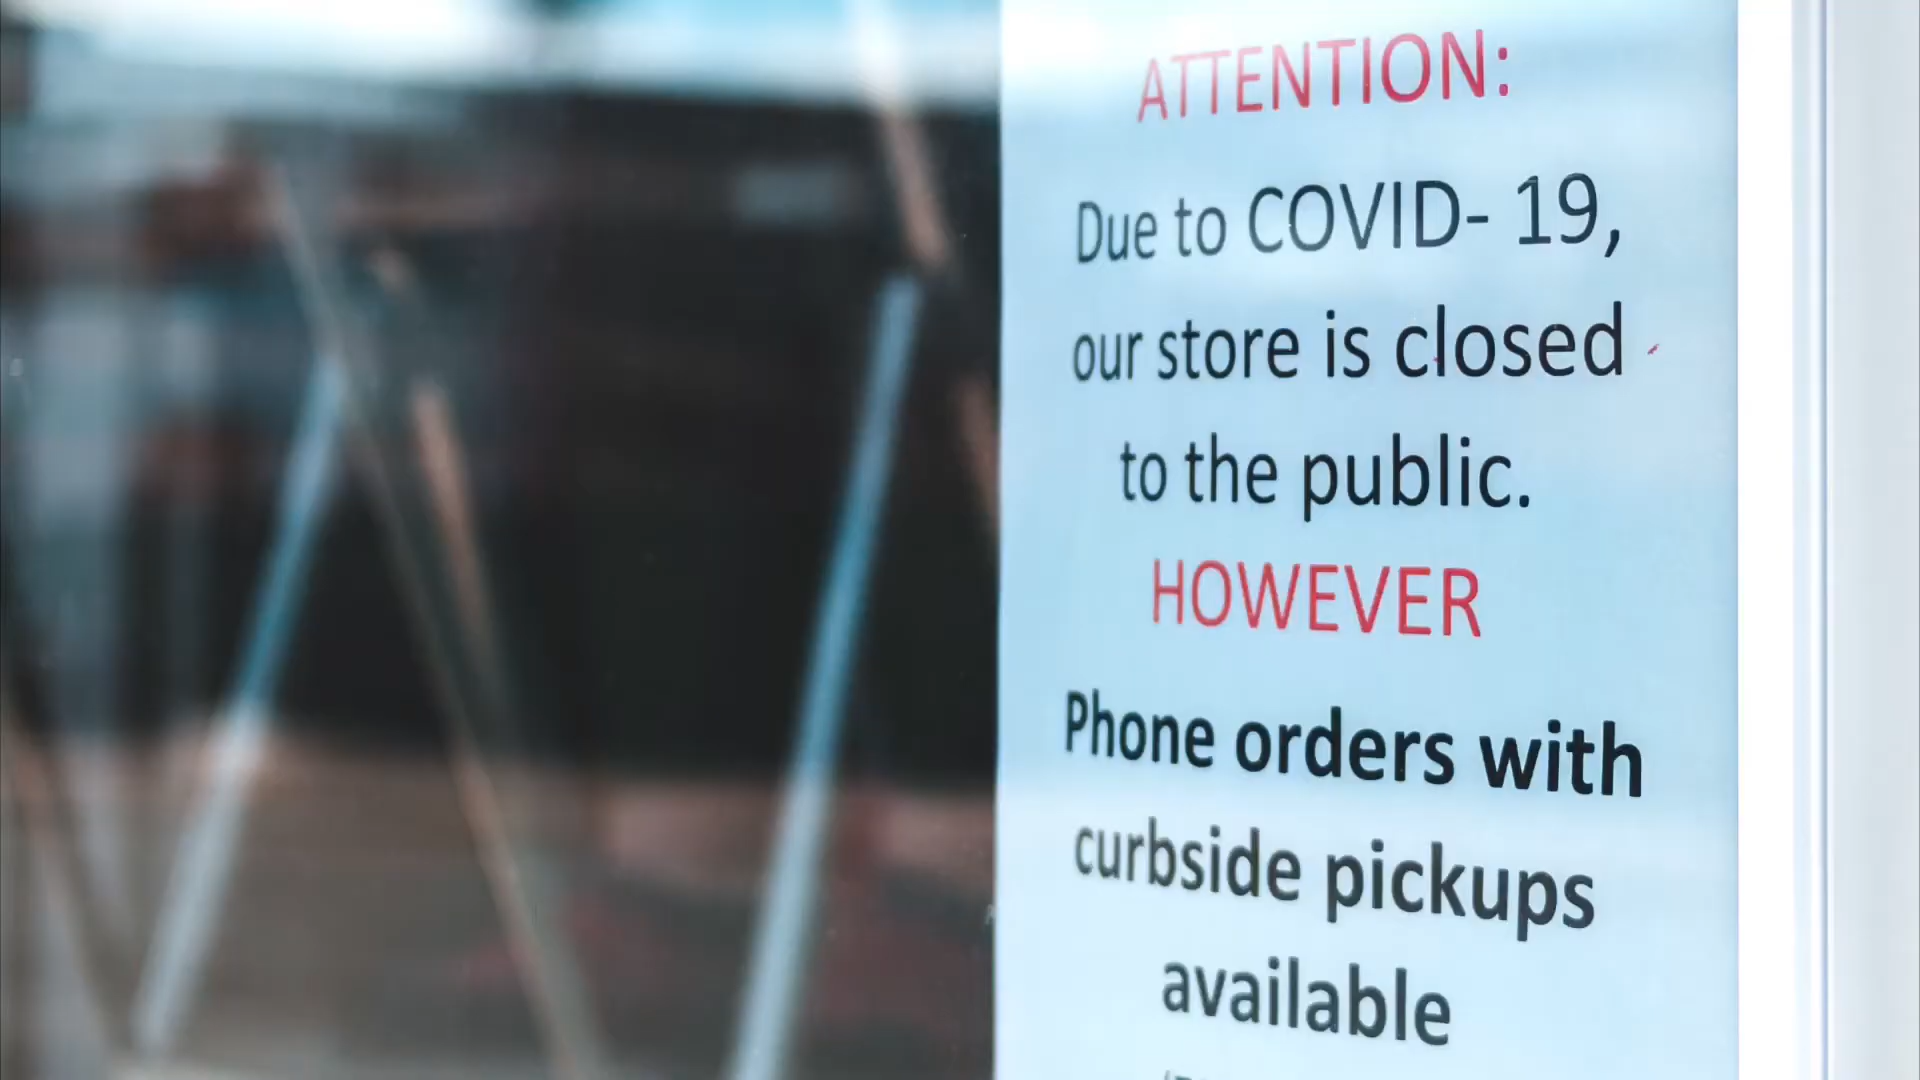 ATTENTION:
Due to COVID- 19,
our store is closed
to the public.
HOWEVER
Phone orders with
curbside pickups
available